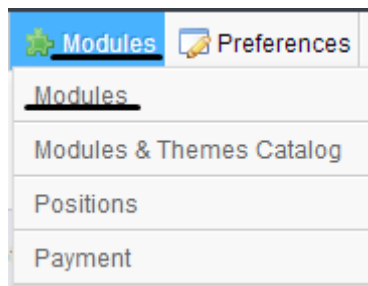 Modules Preferences
Modules
Modules & Themes Catalog
Positions
Payment